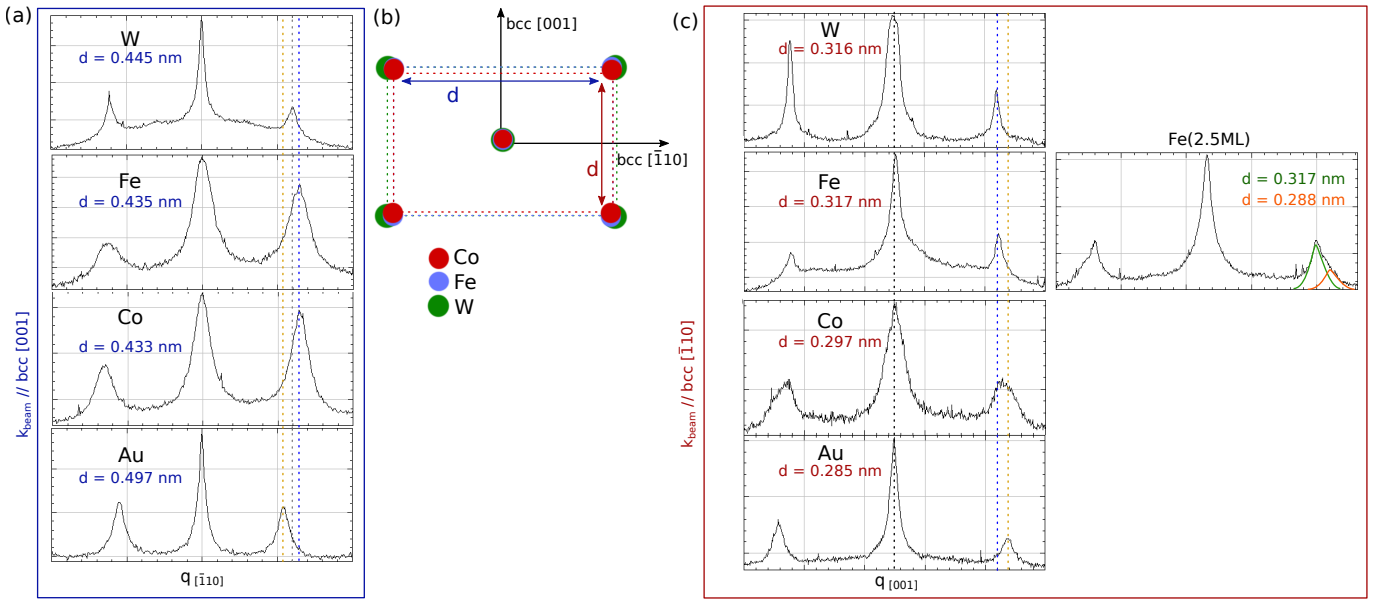 (a)
W
d = 0.445 nm
Fe
d = 0.435 nm
Co
d = 0.433 nm
Au
d = 0.497 nm
k beam // bcc [001]
q [1̄10]
(b)
bcc [001]
d
d
bcc [1̄10]
Co
Fe
W
(c)
W
d = 0.316 nm
Fe
d = 0.317 nm
Co
d = 0.297 nm
Au
d = 0.285 nm
k beam // bcc [1̄10]
q [001]
Fe(2.5ML)
d = 0.317 nm
d = 0.288 nm